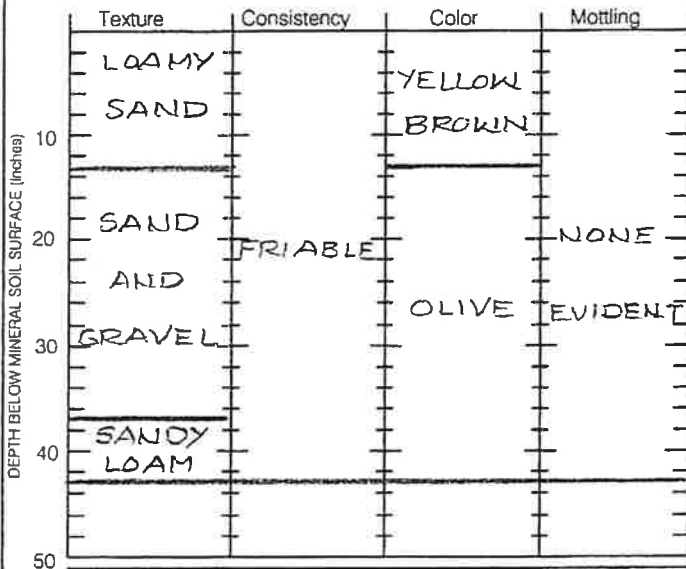 Texture Consistency Color Mottling
DEPTH BELOW MINERAL SOIL SURFACE (Inches)
10
20
30
40
50
LOAMY
SAND
SAND
AND
GRAVEL
SANDY
LOAM
FRIABLE
YELLOW
BROWN
OLIVE
NONE
EVIDENT